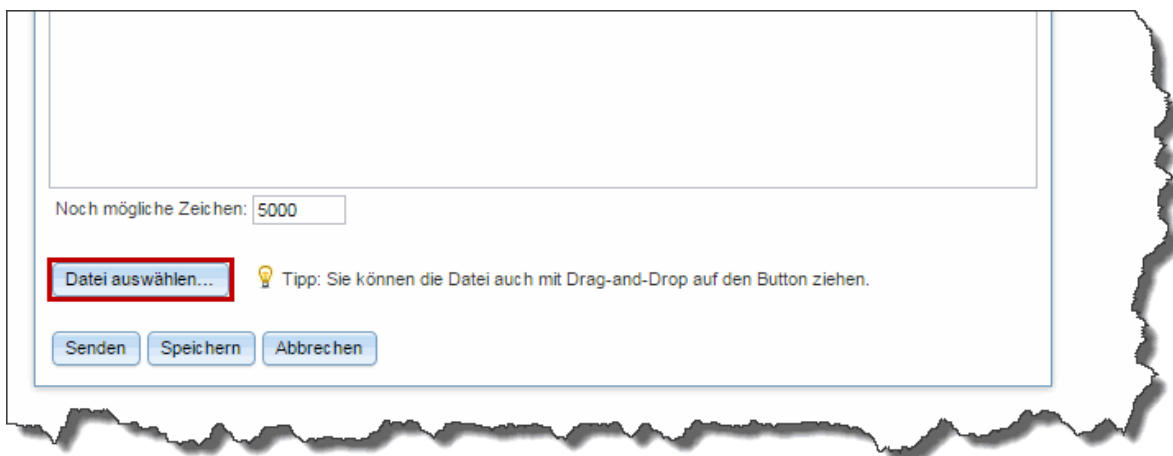 Noch mögliche Zeichen: 5000
Datei auswählen... Tipp: Sie können die Datei auch mit Drag-and-Drop auf den Button ziehen.
Senden Speichern Abbrechen